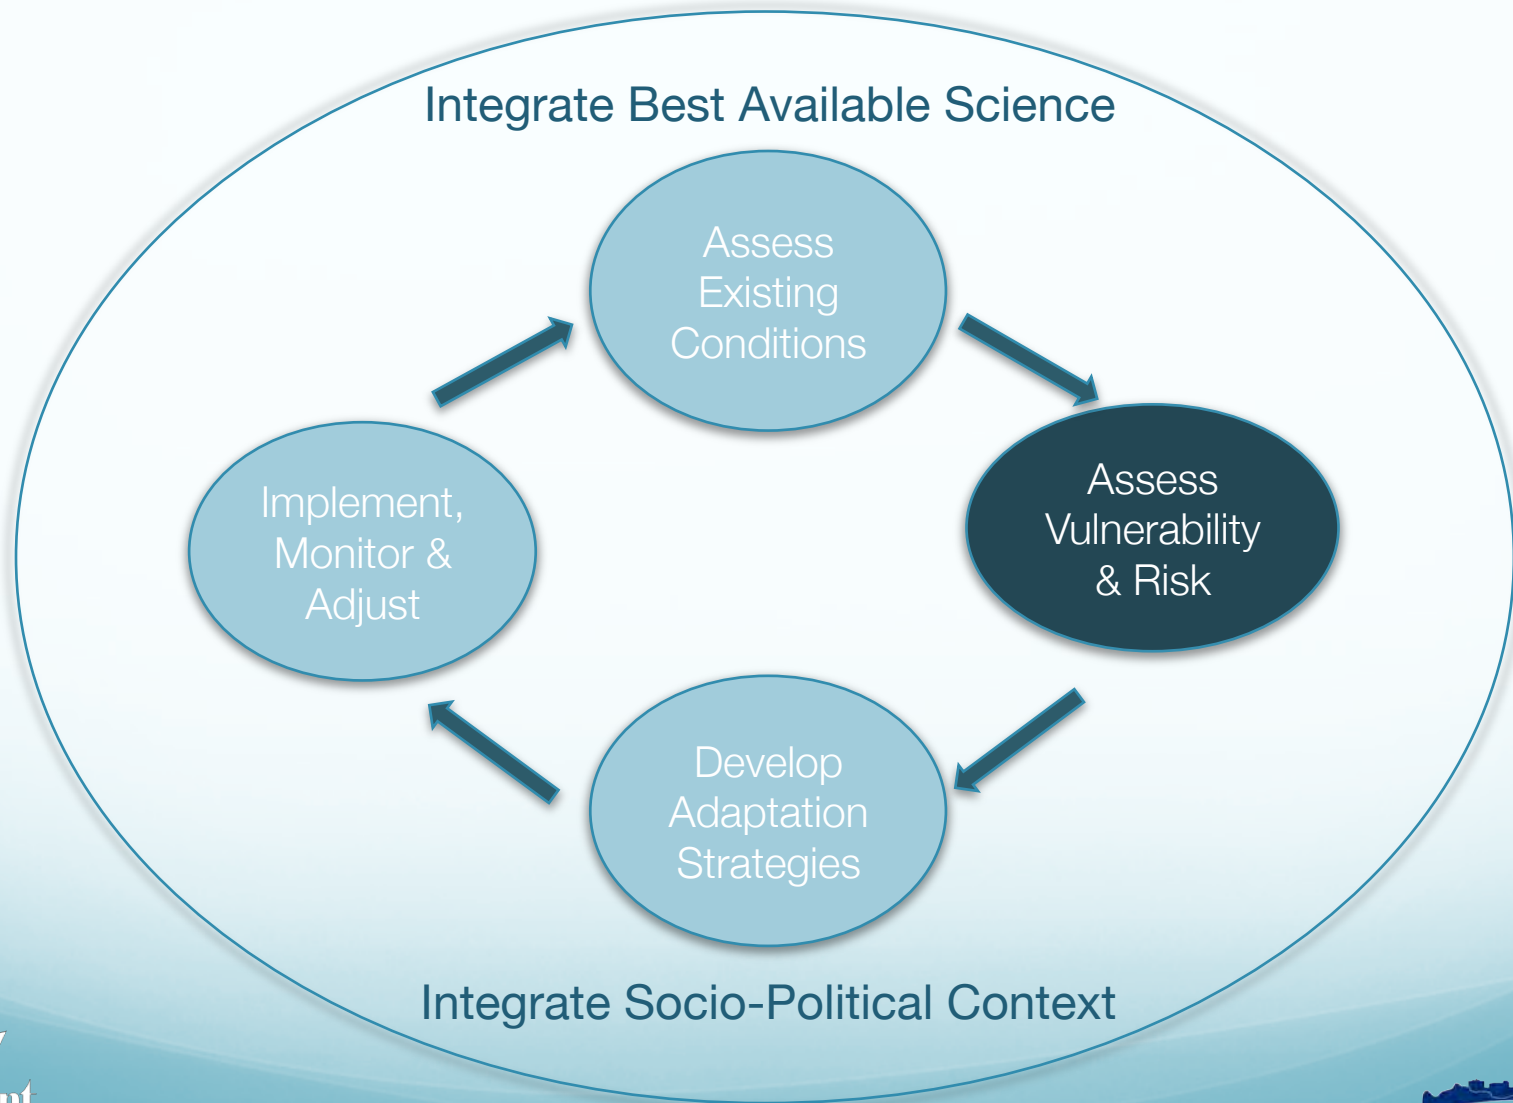 Integrate Best Available Science
Assess
Existing
Conditions
Assess
Vulnerability
& Risk
Implement,
Monitor &
Adjust
Develop
Adaptation
Strategies
Integrate Socio-Political Context